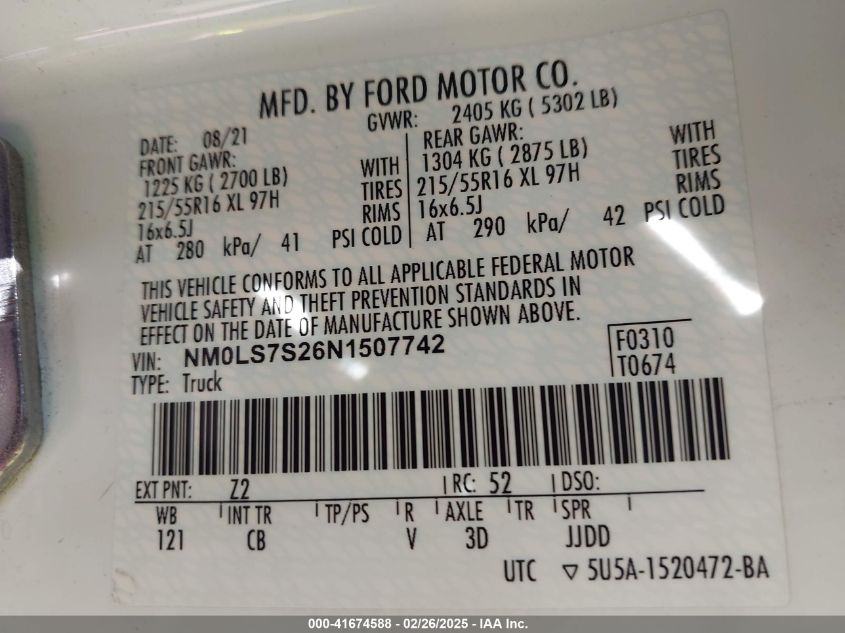 MFD. BY FORD MOTOR CO.
DATE: 08/21 GVWR: 2405 KG ( 5302 LB)
FRONT GAWR: REAR GAWR:
1225 KG ( 2700 LB) WITH 1304 KG ( 2875 LB) WITH
215/55R16 XL 97H TIRES 215/55R16 XL 97H TIRES
16x6.5J RIMS 16x6.5J RIMS
AT 280 kPa/ 41 PSI COLD AT 290 kPa/ 42 PSI COLD
THIS VEHICLE CONFORMS TO ALL APPLICABLE FEDERAL MOTOR
VEHICLE SAFETY AND THEFT PREVENTION STANDARDS IN
EFFECT ON THE DATE OF MANUFACTURE SHOWN ABOVE.
VIN: NM0LS7S26N1507742 F0310
TYPE: Truck T0674
EXT PNT: Z2 RC: 52 DSO:
WB INT TR TP/PS R AXLE TR SPR
121 CB V 3D JJDD
UTC ▽ 5U5A-1520472-BA
000-41674588 - 02/26/2025 - IAA Inc.